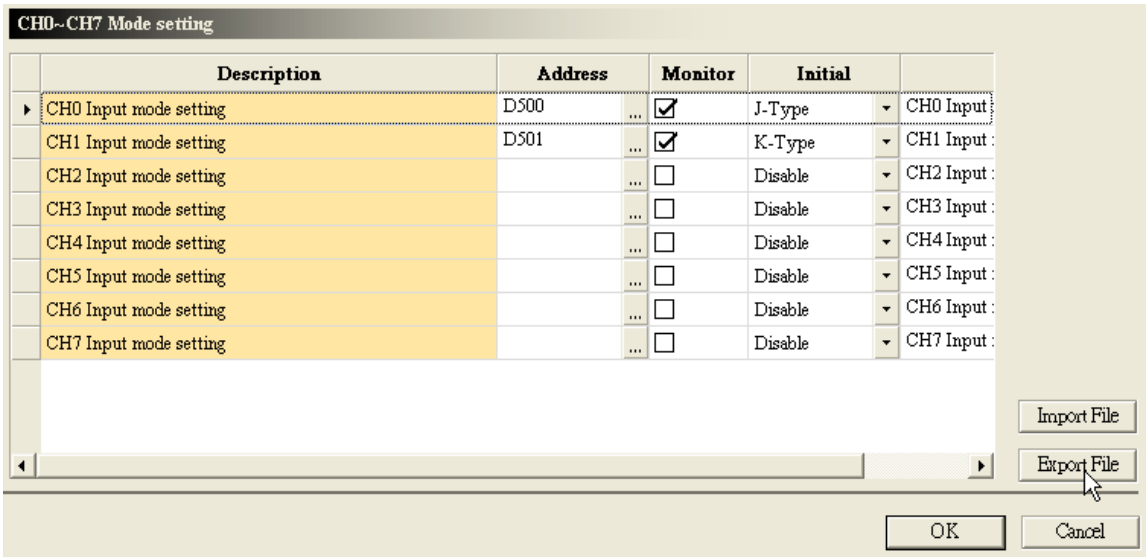 CH0~CH7 Mode setting
Description Address Monitor Initial
CH0 Input mode setting D500 ... J-Type CH0 Input :
CH1 Input mode setting D501 ... K-Type CH1 Input :
CH2 Input mode setting ... Disable CH2 Input :
CH3 Input mode setting ... Disable CH3 Input :
CH4 Input mode setting ... Disable CH4 Input :
CH5 Input mode setting ... Disable CH5 Input :
CH6 Input mode setting ... Disable CH6 Input :
CH7 Input mode setting ... Disable CH7 Input :
Import File
Export File
OK Cancel